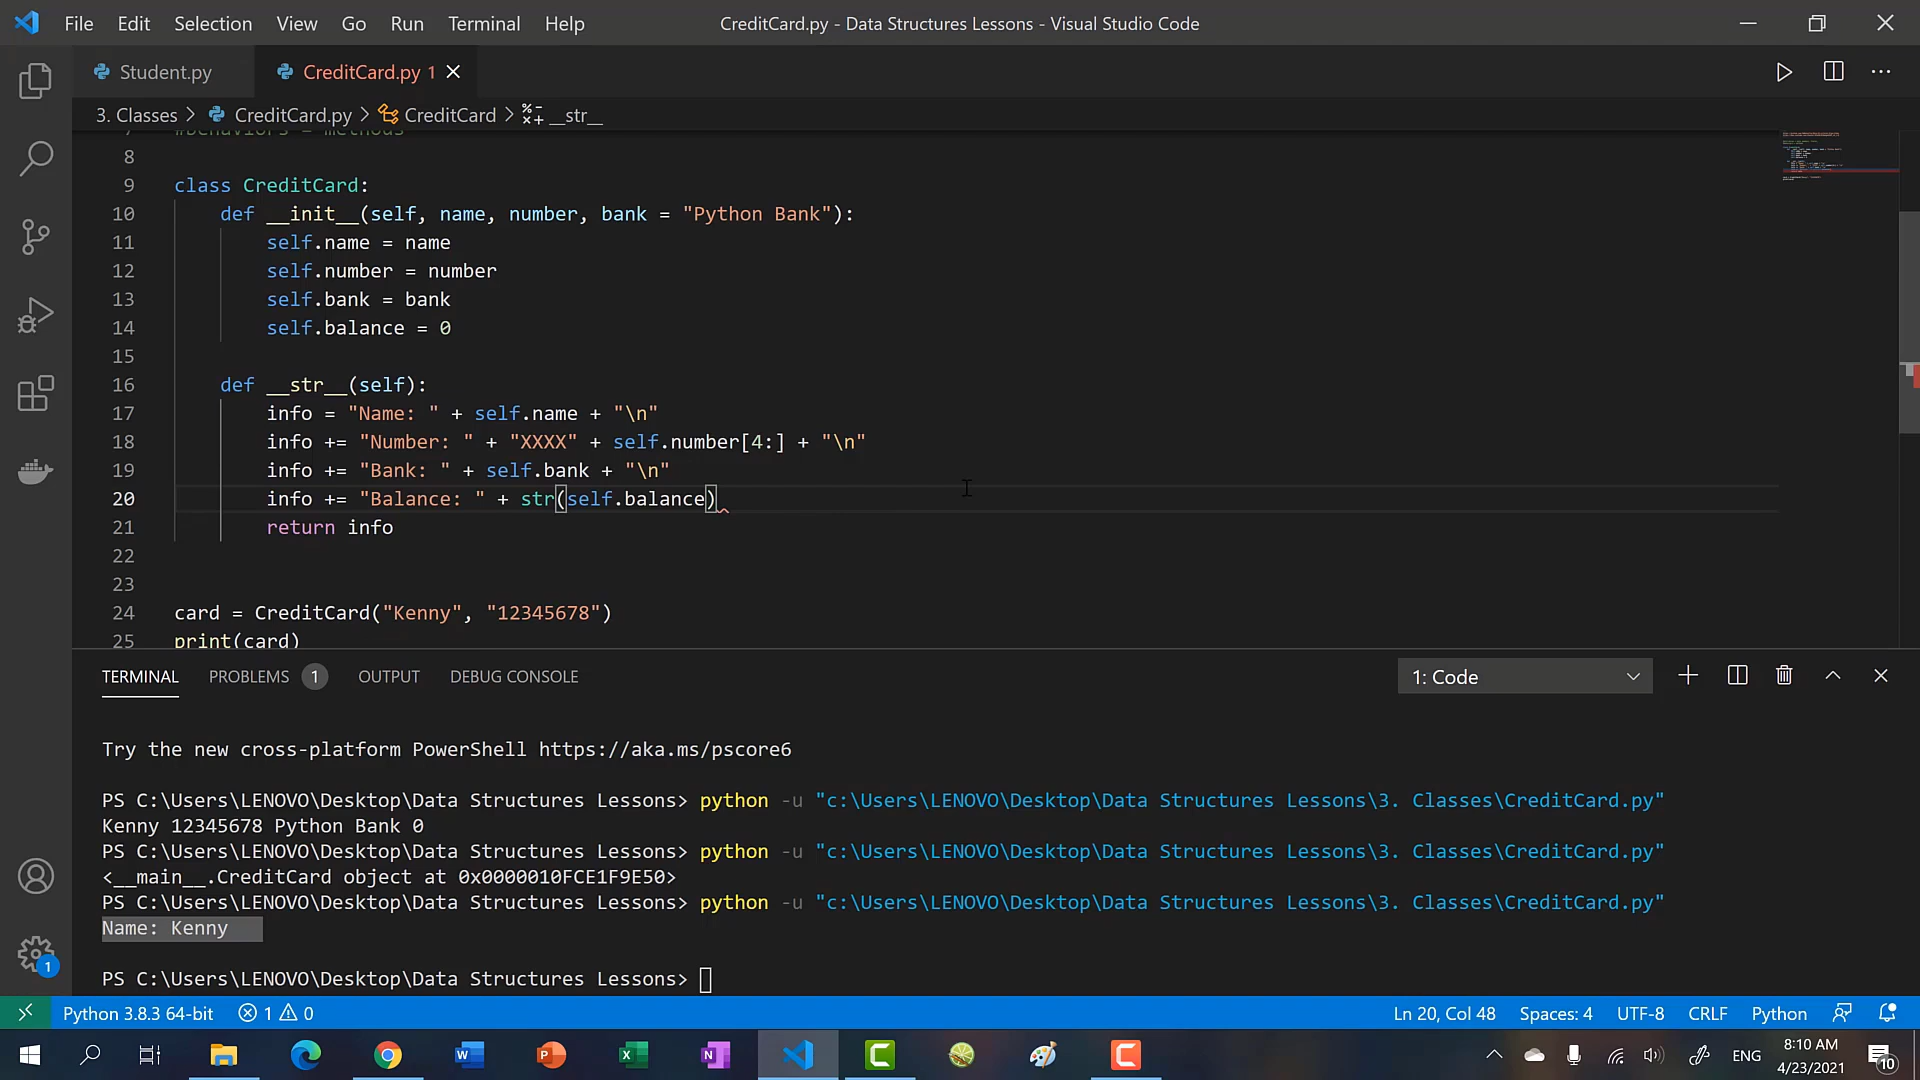 File Edit Selection View Go Run Terminal Help CreditCard.py - Data Structures Lessons - Visual Studio Code
Student.py CreditCard.py 1
3. Classes > CreditCard.py > CreditCard > __str__
7 #behaviors = methods
8
9 class CreditCard:
10 def __init__(self, name, number, bank = "Python Bank"):
11 self.name = name
12 self.number = number
13 self.bank = bank
14 self.balance = 0
15
16 def __str__(self):
17 info = "Name: " + self.name + "\n"
18 info += "Number: " + "XXXX" + self.number[4:] + "\n"
19 info += "Bank: " + self.bank + "\n"
20 info += "Balance: " + str(self.balance)
21 return info
22
23
24 card = CreditCard("Kenny", "12345678")
25 print(card)
TERMINAL PROBLEMS 1 OUTPUT DEBUG CONSOLE 1: Code
Try the new cross-platform PowerShell https://aka.ms/pscore6
PS C:\Users\LENOVO\Desktop\Data Structures Lessons> python -u "c:\Users\LENOVO\Desktop\Data Structures Lessons\3. Classes\CreditCard.py"
Kenny 12345678 Python Bank 0
PS C:\Users\LENOVO\Desktop\Data Structures Lessons> python -u "c:\Users\LENOVO\Desktop\Data Structures Lessons\3. Classes\CreditCard.py"
<__main__.CreditCard object at 0x0000010FCE1F9E50>
PS C:\Users\LENOVO\Desktop\Data Structures Lessons> python -u "c:\Users\LENOVO\Desktop\Data Structures Lessons\3. Classes\CreditCard.py"
Name: Kenny
PS C:\Users\LENOVO\Desktop\Data Structures Lessons>
1
Python 3.8.3 64-bit 1 0 Ln 20, Col 48 Spaces: 4 UTF-8 CRLF Python
ENG 8:10 AM
4/23/2021 10